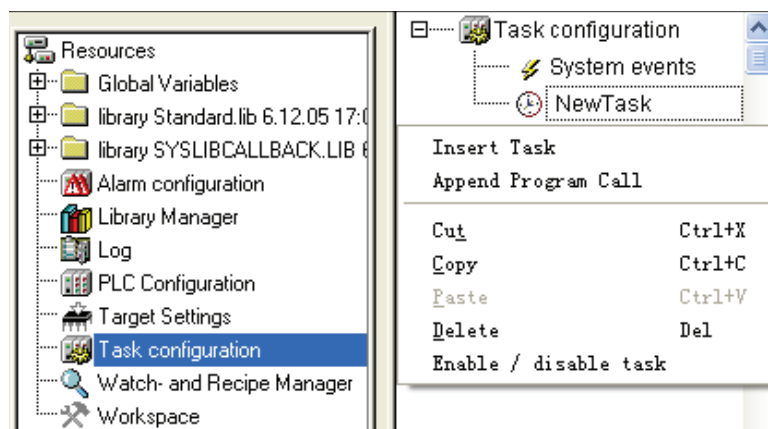 Resources
Global Variables
library Standard.lib 6.12.05 17:0
library SYSLIBCALLBACK.LIB 6
Alarm configuration
Library Manager
Log
PLC Configuration
Target Settings
Task configuration
Watch- and Recipe Manager
Workspace
Task configuration
System events
NewTask
Insert Task
Append Program Call
Cut Ctrl+X
Copy Ctrl+C
Paste Ctrl+V
Delete Del
Enable / disable task